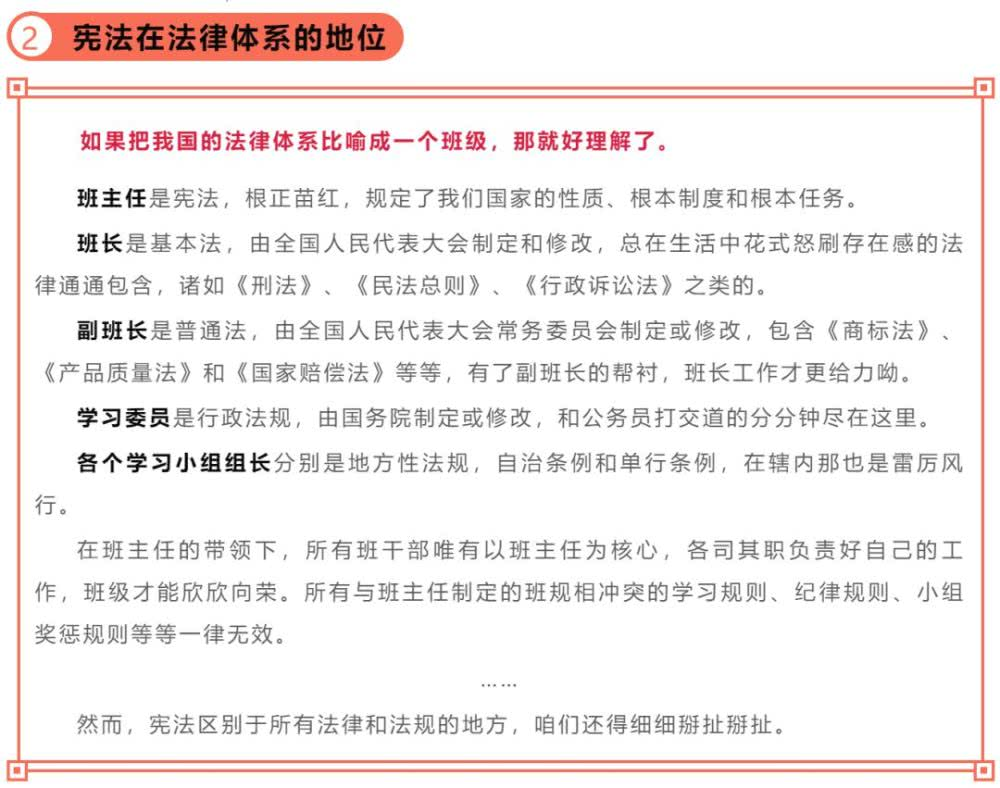 2 宪法在法律体系的地位
如果把我国的法律体系比喻成一个班级，那就好理解了。
班主任是宪法，根正苗红，规定了我们国家的性质、根本制度和根本任务。
班长是基本法，由全国人民代表大会制定和修改，总在生活中花式怒刷存在感的法
律通通包含，诸如《刑法》、《民法总则》、《行政诉讼法》之类的。
副班长是普通法，由全国人民代表大会常务委员会制定或修改，包含《商标法》、
《产品质量法》和《国家赔偿法》等等，有了副班长的帮衬，班长工作才更给力呦。
学习委员是行政法规，由国务院制定或修改，和公务员打交道的分分钟尽在这里。
各个学习小组组长分别是地方性法规，自治条例和单行条例，在辖内那也是雷厉风
行。
在班主任的带领下，所有班干部唯有以班主任为核心，各司其职负责好自己的工
作，班级才能欣欣向荣。所有与班主任制定的班规相冲突的学习规则、纪律规则、小组
奖惩规则等等一律无效。
……
然而，宪法区别于所有法律和法规的地方，咱们还得细细掰扯掰扯。